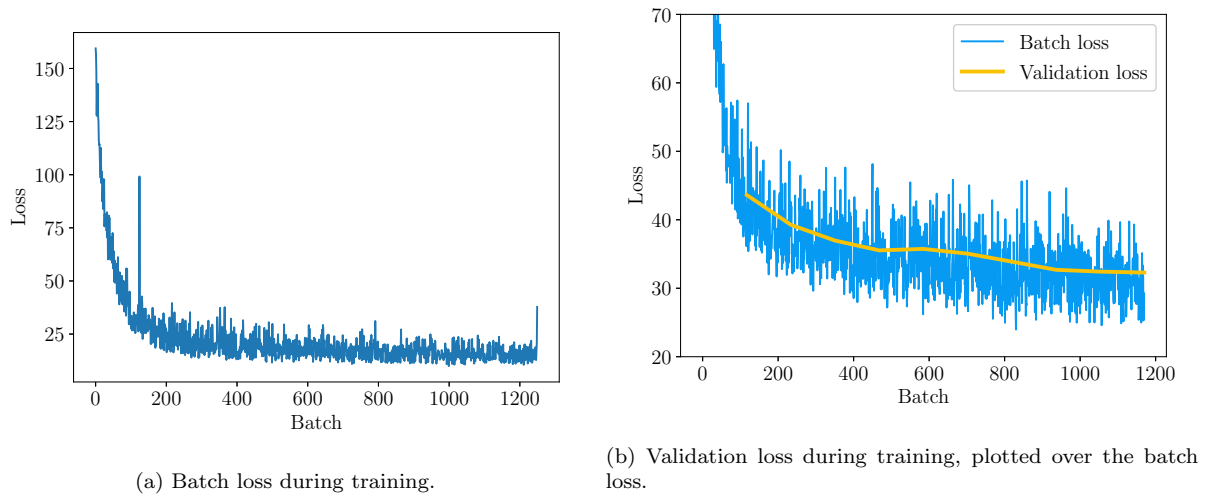 150
125
100
75
50
25
Loss
0 200 400 600 800 1000 1200
Batch
(a) Batch loss during training.
70
60
50
40
30
20
Loss
Batch loss
Validation loss
0 200 400 600 800 1000 1200
Batch
(b) Validation loss during training, plotted over the batch
loss.